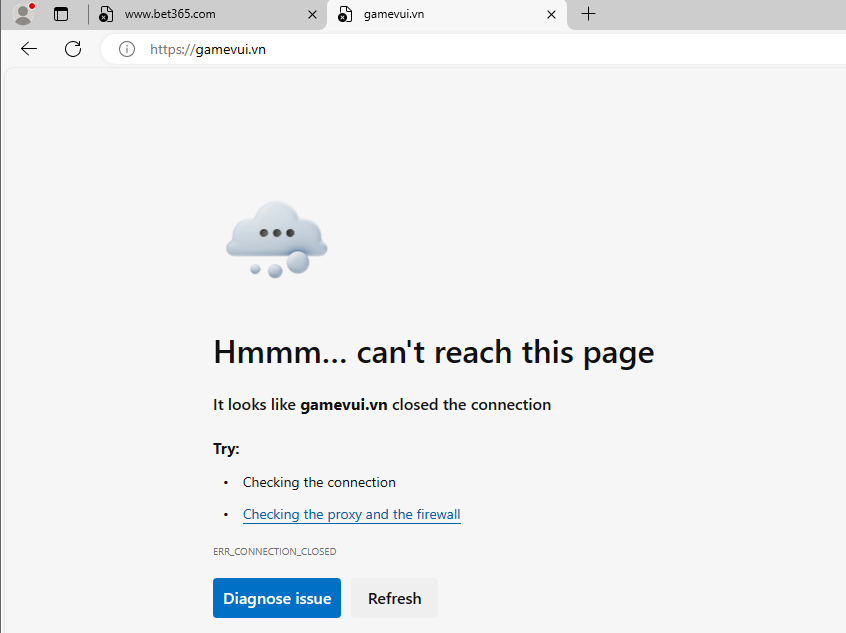 www.bet365.com
gamevui.vn
https://gamevui.vn
Hmmm... can't reach this page
It looks like gamevui.vn closed the connection
Try:
• Checking the connection
• Checking the proxy and the firewall
ERR_CONNECTION_CLOSED
Diagnose issue
Refresh